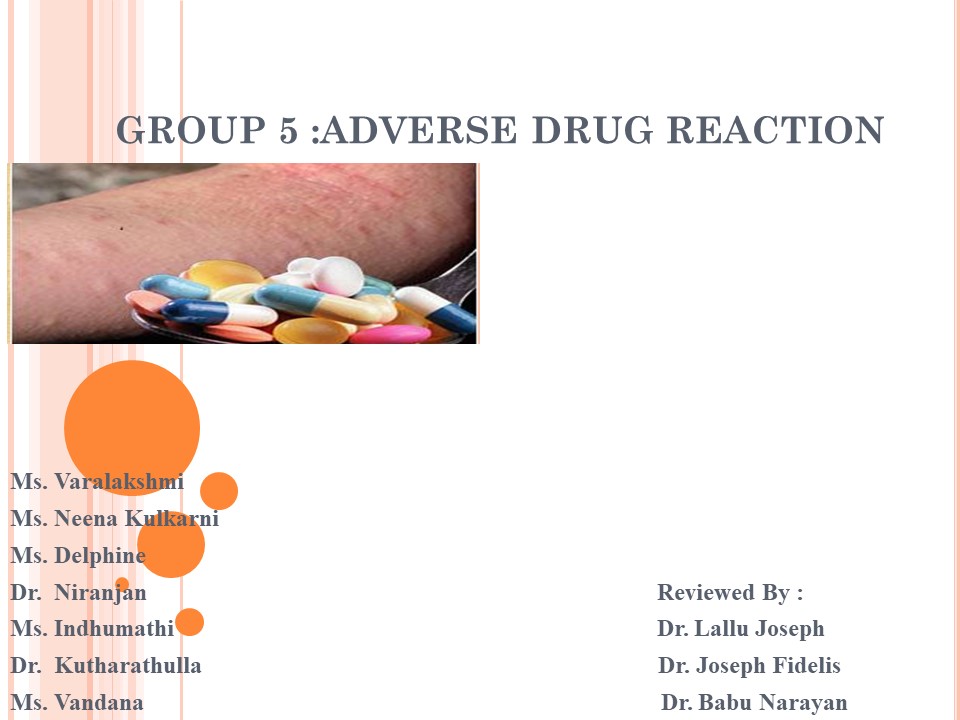 GROUP 5 :ADVERSE DRUG REACTION
Ms. Varalakshmi
Ms. Neena Kulkarni
Ms. Delphine
Dr. Niranjan
Ms. Indhumathi
Dr. Kutharathulla
Ms. Vandana
Reviewed By :
Dr. Lallu Joseph
Dr. Joseph Fidelis
Dr. Babu Narayan